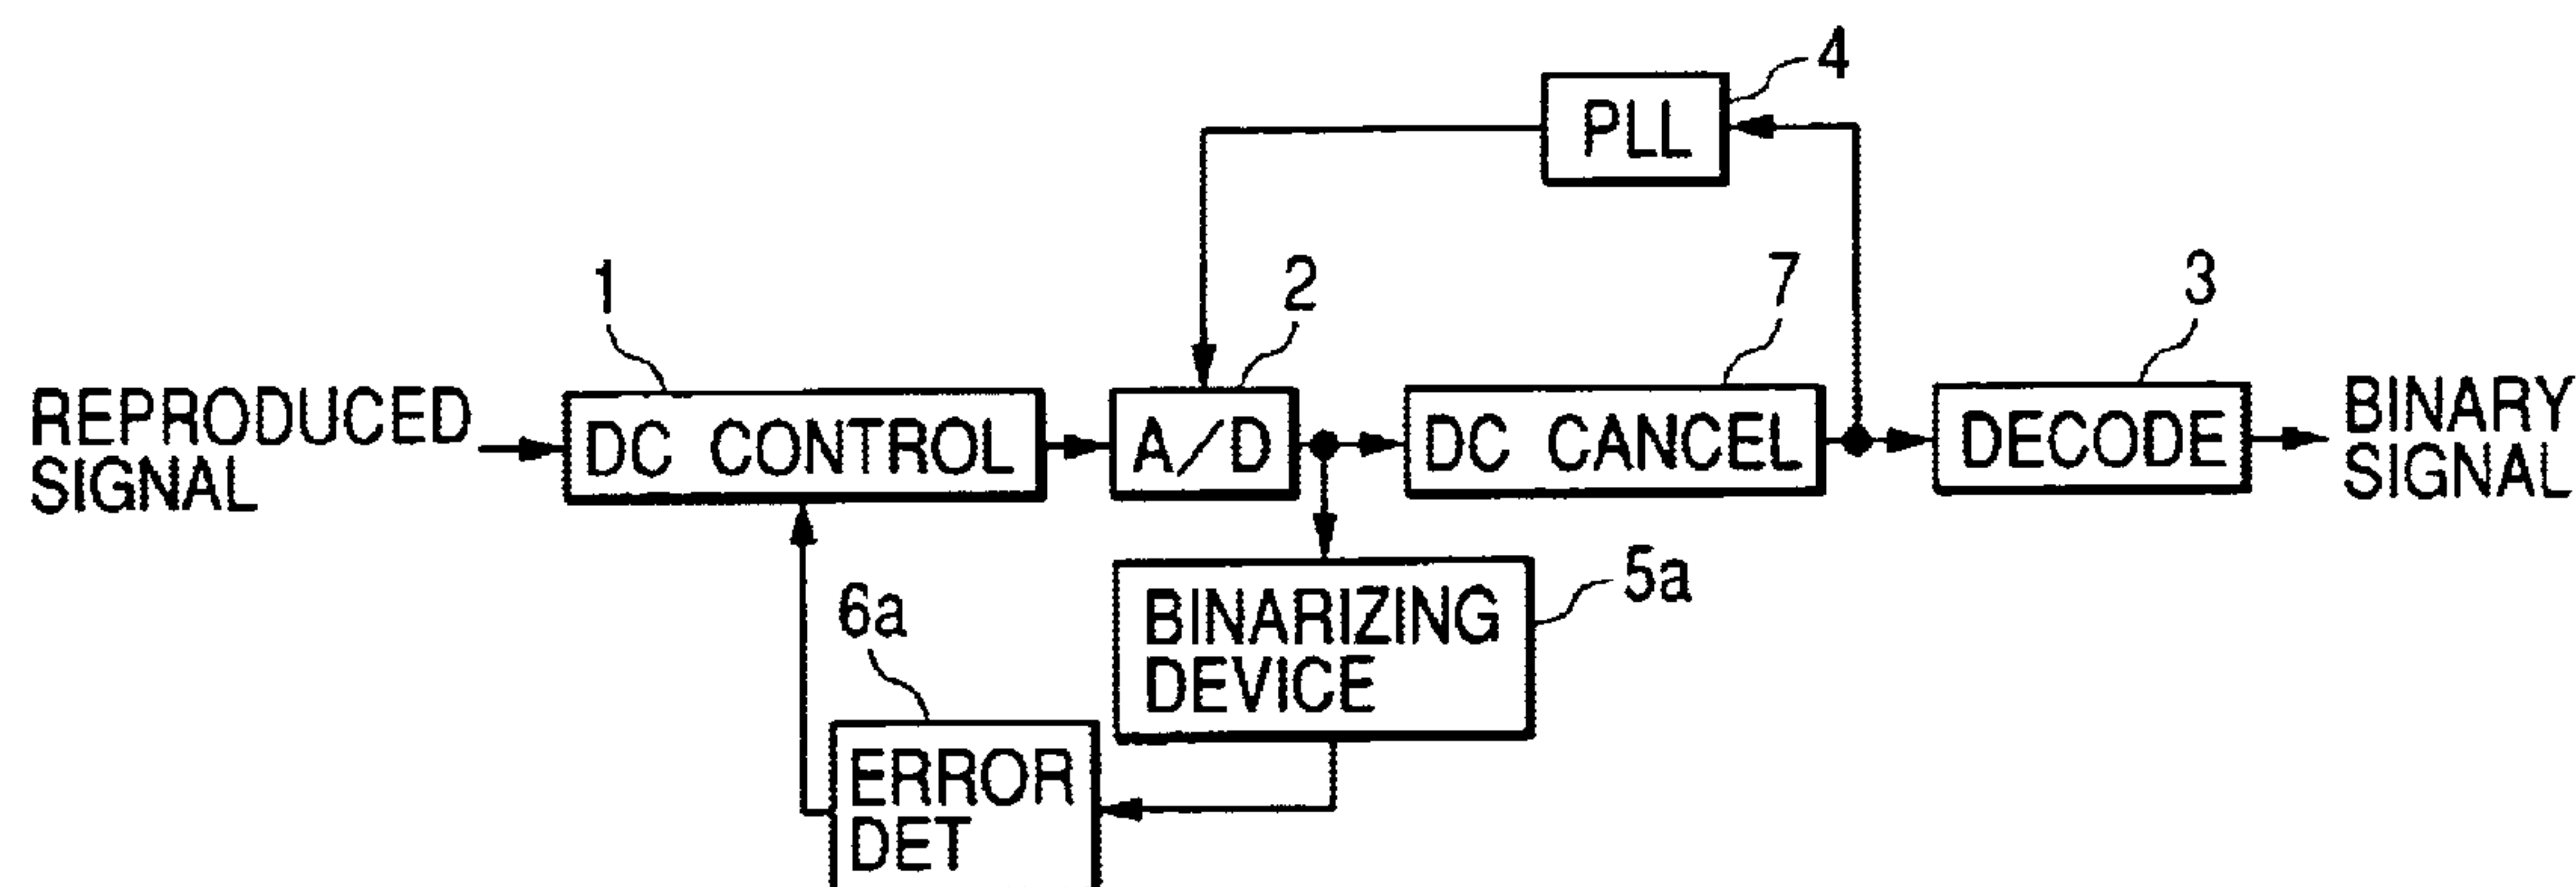 4
PLL
1
2
7
3
REPRODUCED
SIGNAL
DC CONTROL
A/D
DC CANCEL
DECODE
BINARY
SIGNAL
6a
BINARIZING
DEVICE
5a
ERROR
DET